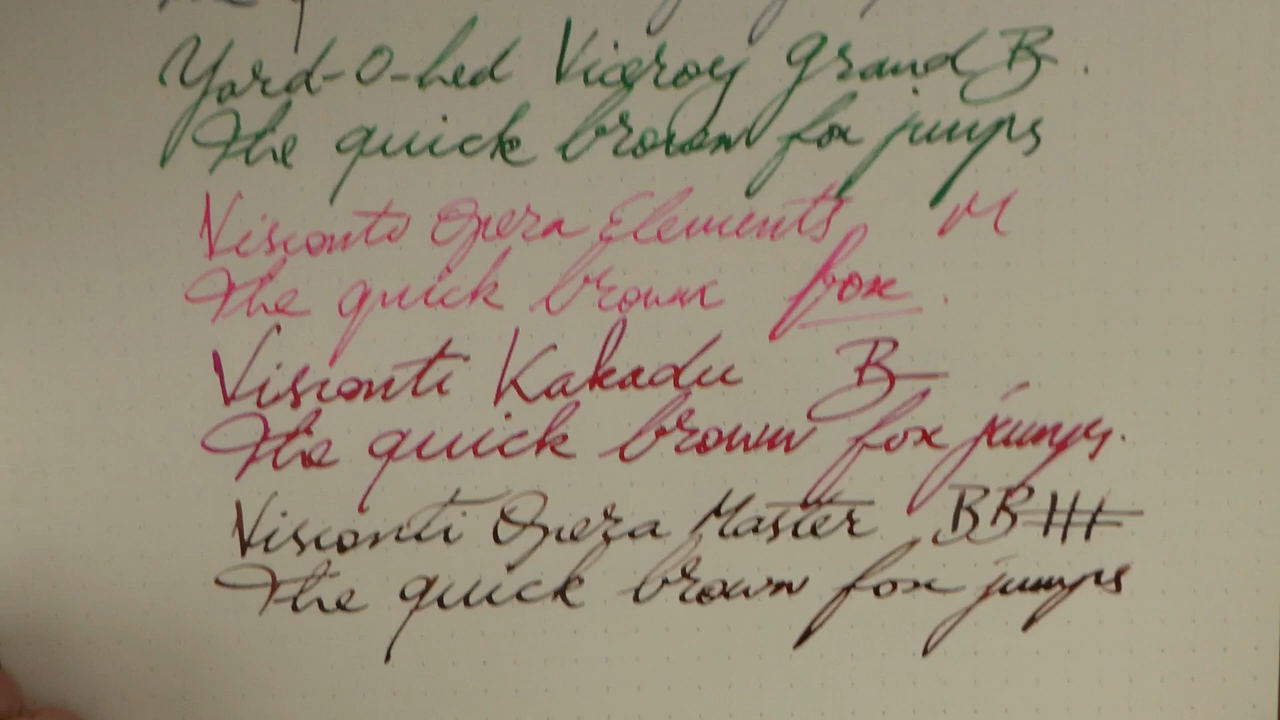 Yard-O-Led Viceroy Grand B.
The quick brown fox jumps
Visconti Opera Elements M
The quick brown fox.
Visconti Kakadu B
The quick brown fox jumps.
Visconti Opera Master BB
The quick brown fox jumps